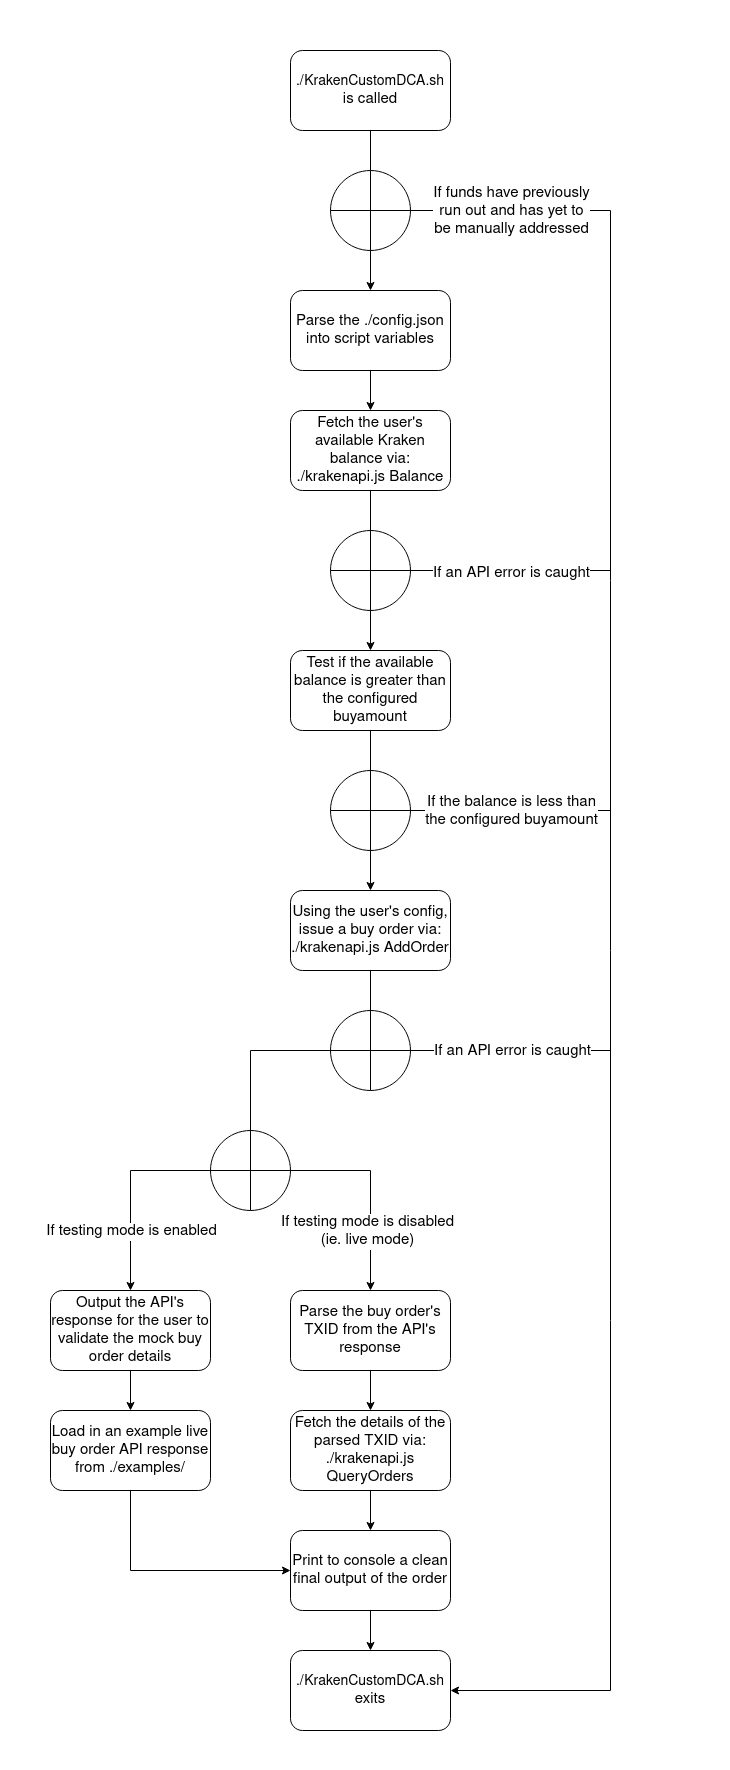 ./KrakenCustomDCA.sh
is called
If funds have previously
run out and has yet to
be manually addressed
Parse the ./config.json
into script variables
Fetch the user's
available Kraken
balance via:
./krakenapi.js Balance
If an API error is caught
Test if the available
balance is greater than
the configured
buyamount
If the balance is less than
the configured buyamount
Using the user's config,
issue a buy order via:
./krakenapi.js AddOrder
If an API error is caught
If testing mode is enabled
If testing mode is disabled
(ie. live mode)
Output the API's
response for the user to
validate the mock buy
order details
Parse the buy order's
TXID from the API's
response
Load in an example live
buy order API response
from ./examples/
Fetch the details of the
parsed TXID via:
./krakenapi.js
QueryOrders
Print to console a clean
final output of the order
./KrakenCustomDCA.sh
exits